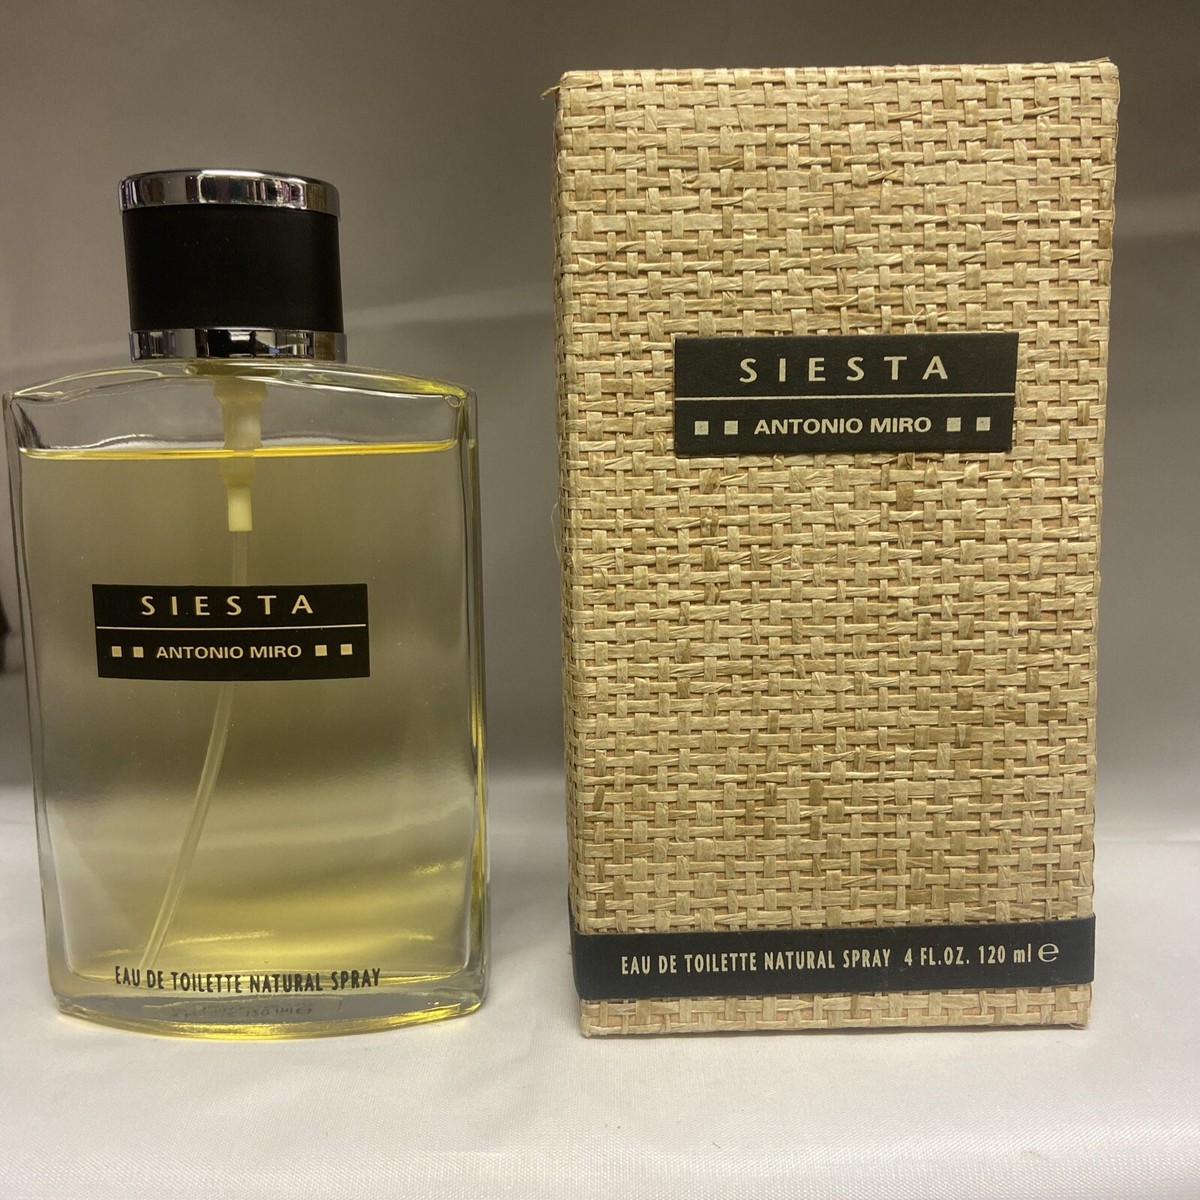 SIESTA
ANTONIO MIRO
EAU DE TOILETTE NATURAL SPRAY
SIESTA
ANTONIO MIRO
EAU DE TOILETTE NATURAL SPRAY 4 FL.OZ. 120 ml ℮